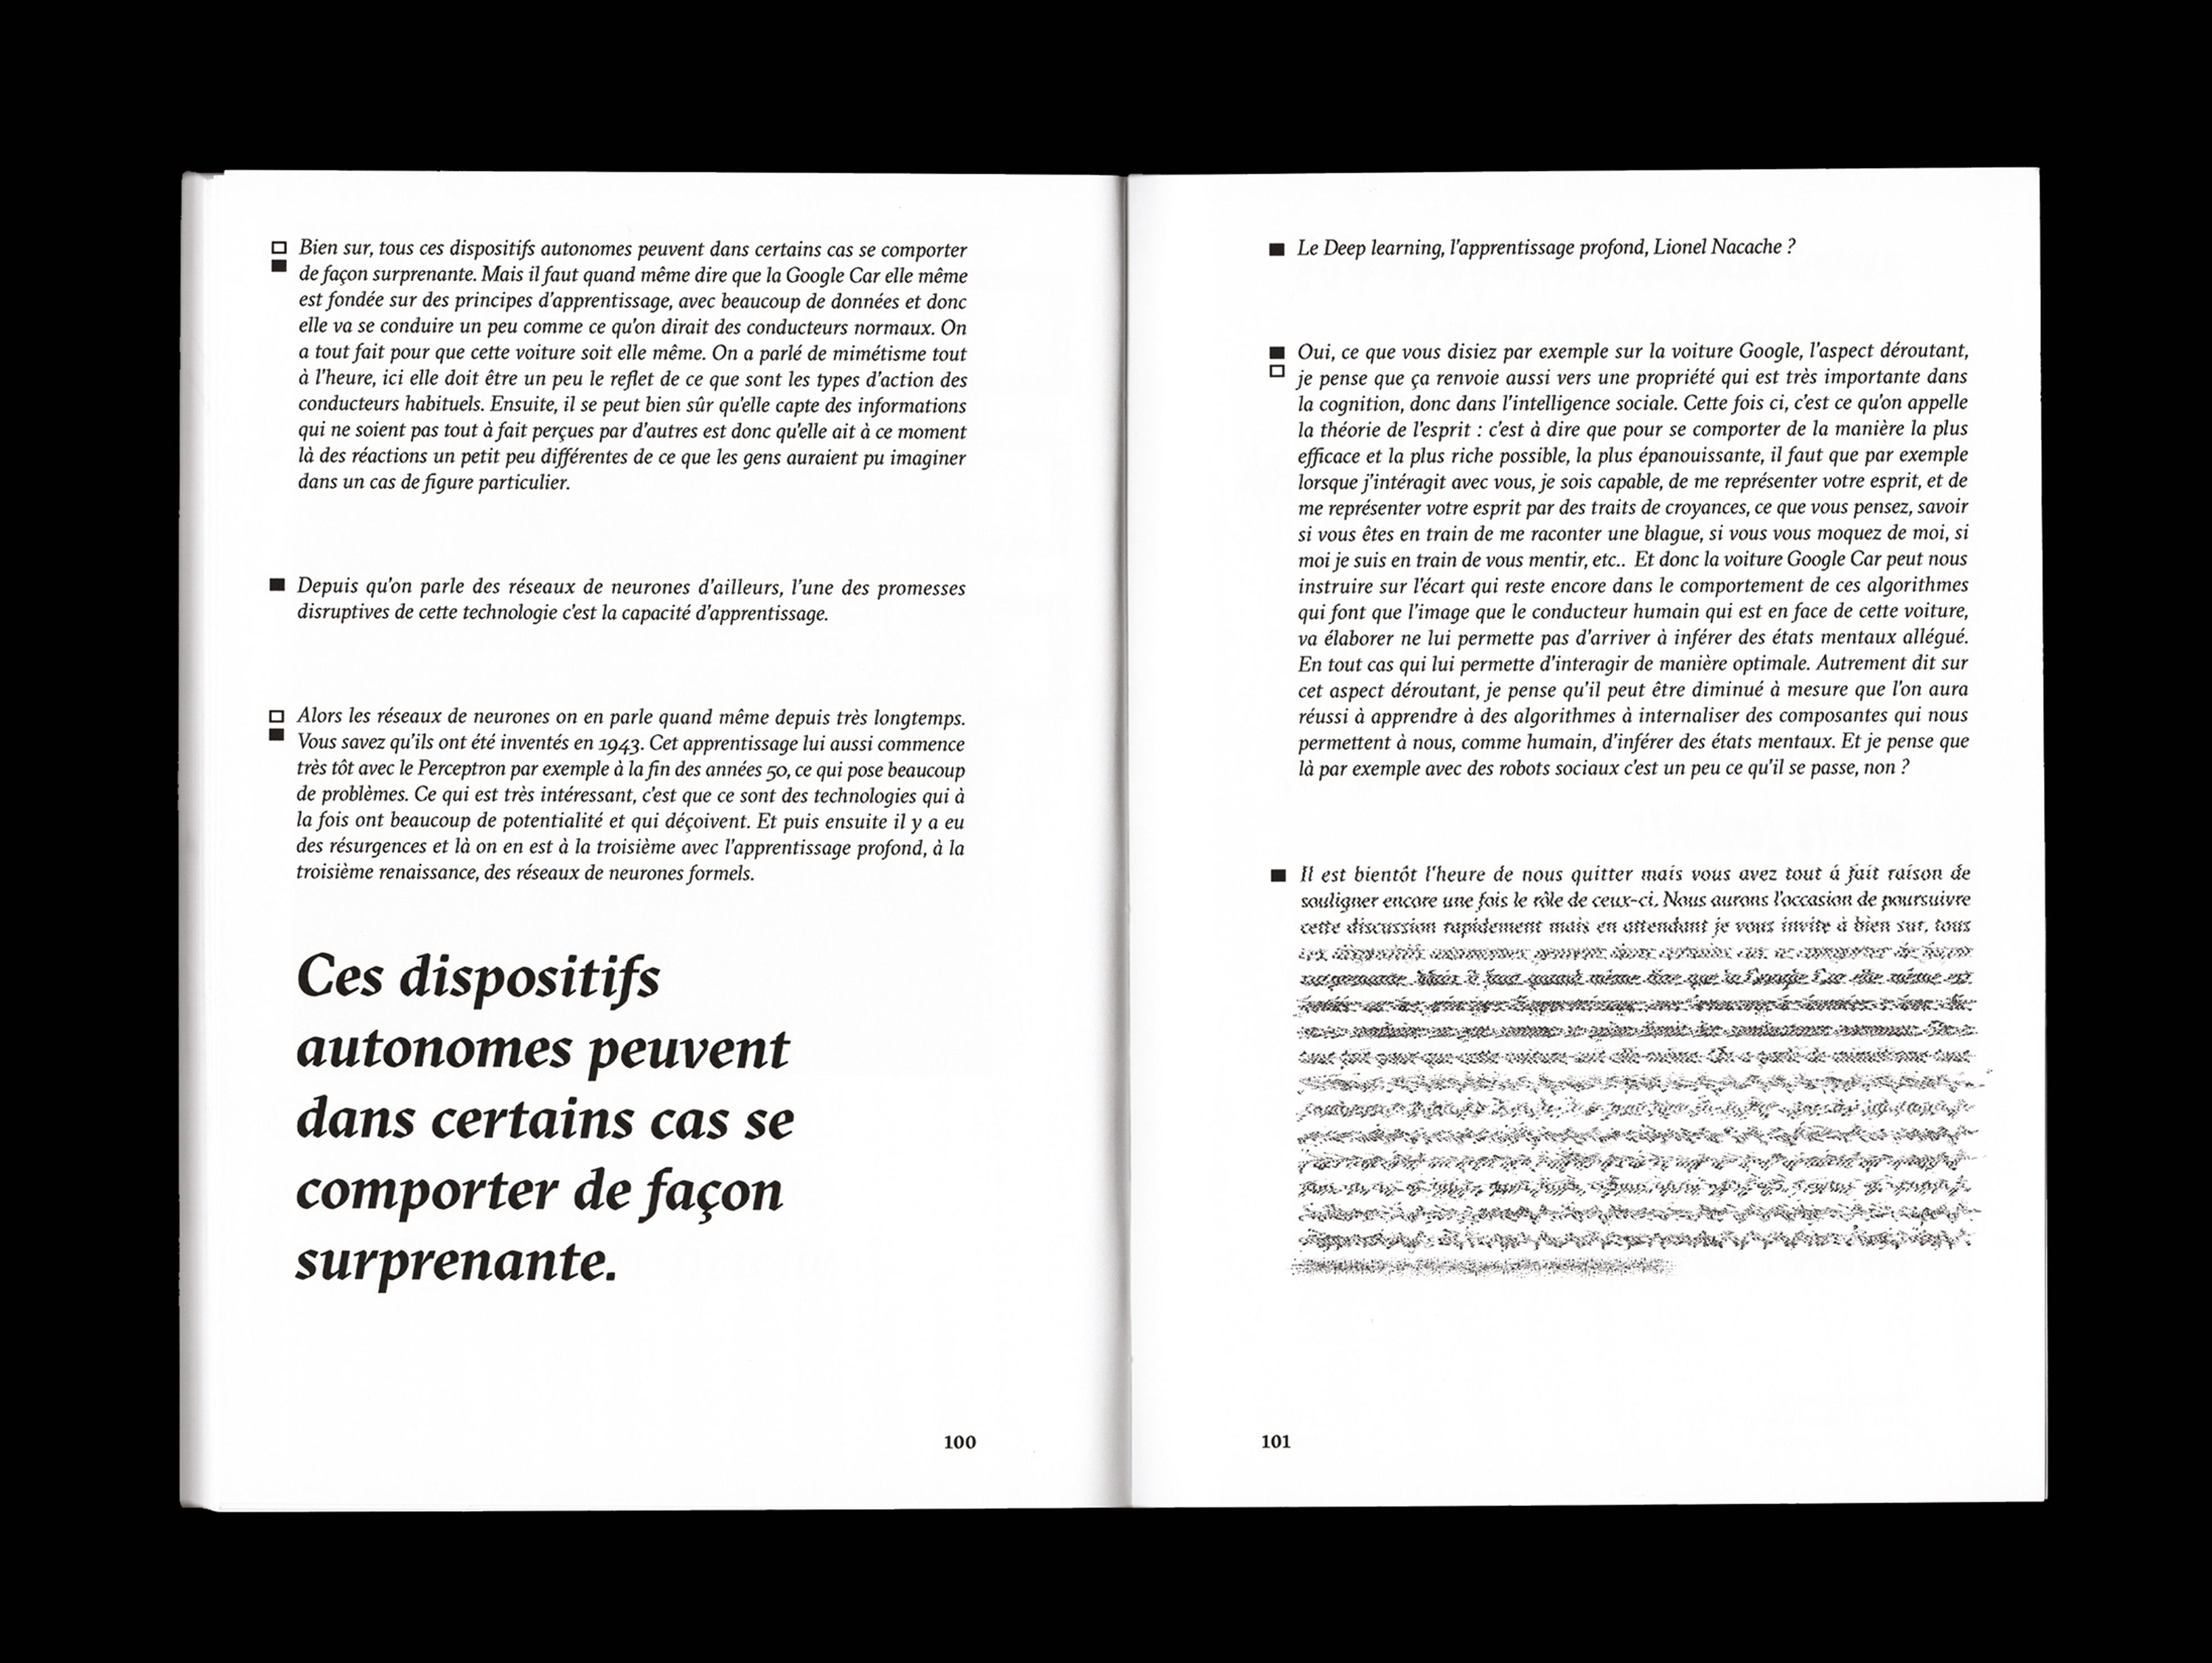 Bien sur, tous ces dispositifs autonomes peuvent dans certains cas se comporter
de façon surprenante. Mais il faut quand même dire que la Google Car elle même
est fondée sur des principes d'apprentissage, avec beaucoup de données et donc
elle va se conduire un peu comme ce qu'on dirait des conducteurs normaux. On
a tout fait pour que cette voiture soit elle même. On a parlé de mimétisme tout
à l'heure, ici elle doit être un peu le reflet de ce que sont les types d'action des
conducteurs habituels. Ensuite, il se peut bien sûr qu'elle capte des informations
qui ne soient pas tout à fait perçues par d'autres est donc qu'elle ait à ce moment
là des réactions un petit peu différentes de ce que les gens auraient pu imaginer
dans un cas de figure particulier.
Depuis qu'on parle des réseaux de neurones d'ailleurs, l'une des promesses
disruptives de cette technologie c'est la capacité d'apprentissage.
Alors les réseaux de neurones on en parle quand même depuis très longtemps.
Vous savez qu'ils ont été inventés en 1943. Cet apprentissage lui aussi commence
très tôt avec le Perceptron par exemple à la fin des années 50, ce qui pose beaucoup
de problèmes. Ce qui est très intéressant, c'est que ce sont des technologies qui à
la fois ont beaucoup de potentialité et qui déçoivent. Et puis ensuite il y a eu
des résurgences et là on en est à la troisième avec l'apprentissage profond, à la
troisième renaissance, des réseaux de neurones formels.
Ces dispositifs
autonomes peuvent
dans certains cas se
comporter de façon
surprenante.
100
Le Deep learning, l'apprentissage profond, Lionel Nacache ?
Oui, ce que vous disiez par exemple sur la voiture Google, l'aspect déroutant,
je pense que ça renvoie aussi vers une propriété qui est très importante dans
la cognition, donc dans l'intelligence sociale. Cette fois ci, c'est ce qu'on appelle
la théorie de l'esprit : c'est à dire que pour se comporter de la manière la plus
efficace et la plus riche possible, la plus épanouissante, il faut que par exemple
lorsque j'intéragit avec vous, je sois capable, de me représenter votre esprit, et de
me représenter votre esprit par des traits de croyances, ce que vous pensez, savoir
si vous êtes en train de me raconter une blague, si vous vous moquez de moi, si
moi je suis en train de vous mentir, etc.. Et donc la voiture Google Car peut nous
instruire sur l'écart qui reste encore dans le comportement de ces algorithmes
qui font que l'image que le conducteur humain qui est en face de cette voiture,
va élaborer ne lui permette pas d'arriver à inférer des états mentaux allégué.
En tout cas qui lui permette d'interagir de manière optimale. Autrement dit sur
cet aspect déroutant, je pense qu'il peut être diminué à mesure que l'on aura
réussi à apprendre à des algorithmes à internaliser des composantes qui nous
permettent à nous, comme humain, d'inférer des états mentaux. Et je pense que
là par exemple avec des robots sociaux c'est un peu ce qu'il se passe, non ?
Il est bientôt l'heure de nous quitter mais vous avez tout à fait raison de
souligner encore une fois le rôle de ceux-ci. Nous aurons l'occasion de poursuivre
cette discussion rapidement mais en attendant je vous invite à bien sur, tous
surprenante. Mais il faut quand même dire que la Google Car elle même est
101